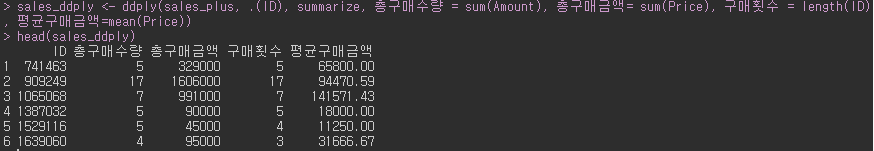 > sales_ddply <- ddply(sales_plus, .(ID), summarize, 총구매수량 = sum(Amount), 총구매금액= sum(Price), 구매횟수 = length(ID)
, 평균구매금액=mean(Price))
> head(sales_ddply)
ID 총구매수량 총구매금액 구매횟수 평균구매금액
1 741463 5 329000 5 65800.00
2 909249 17 1606000 17 94470.59
3 1065068 7 991000 7 141571.43
4 1387032 5 90000 5 18000.00
5 1529116 5 45000 4 11250.00
6 1639060 4 95000 3 31666.67